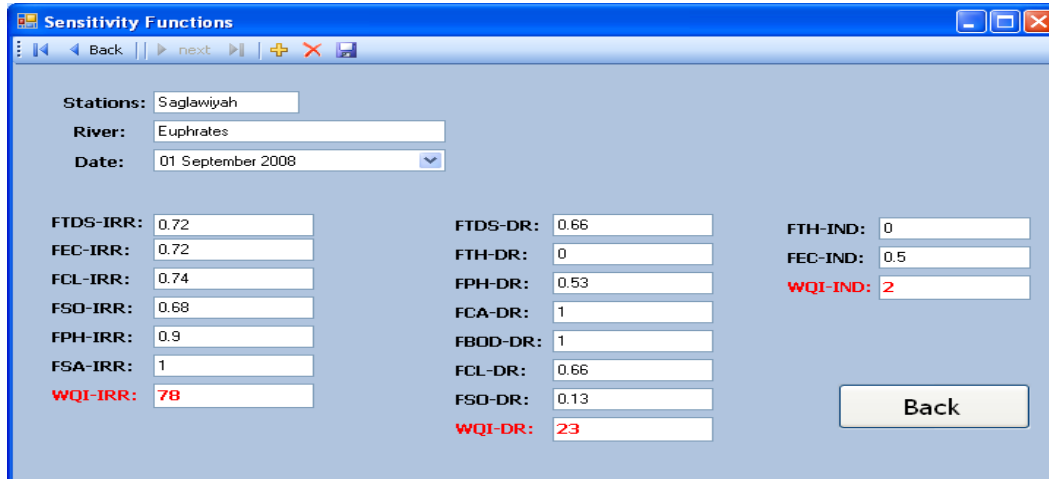 Sensitivity Functions
Back next
Stations: Saglawiyah
River: Euphrates
Date: 01 September 2008
FTDS-IRR: 0.72
FEC-IRR: 0.72
FCL-IRR: 0.74
FSO-IRR: 0.68
FPH-IRR: 0.9
FSA-IRR: 1
WQI-IRR: 78
FTDS-DR: 0.66
FTH-DR: 0
FPH-DR: 0.53
FCA-DR: 1
FBOD-DR: 1
FCL-DR: 0.66
FSO-DR: 0.13
WQI-DR: 23
FTH-IND: 0
FEC-IND: 0.5
WQI-IND: 2
Back